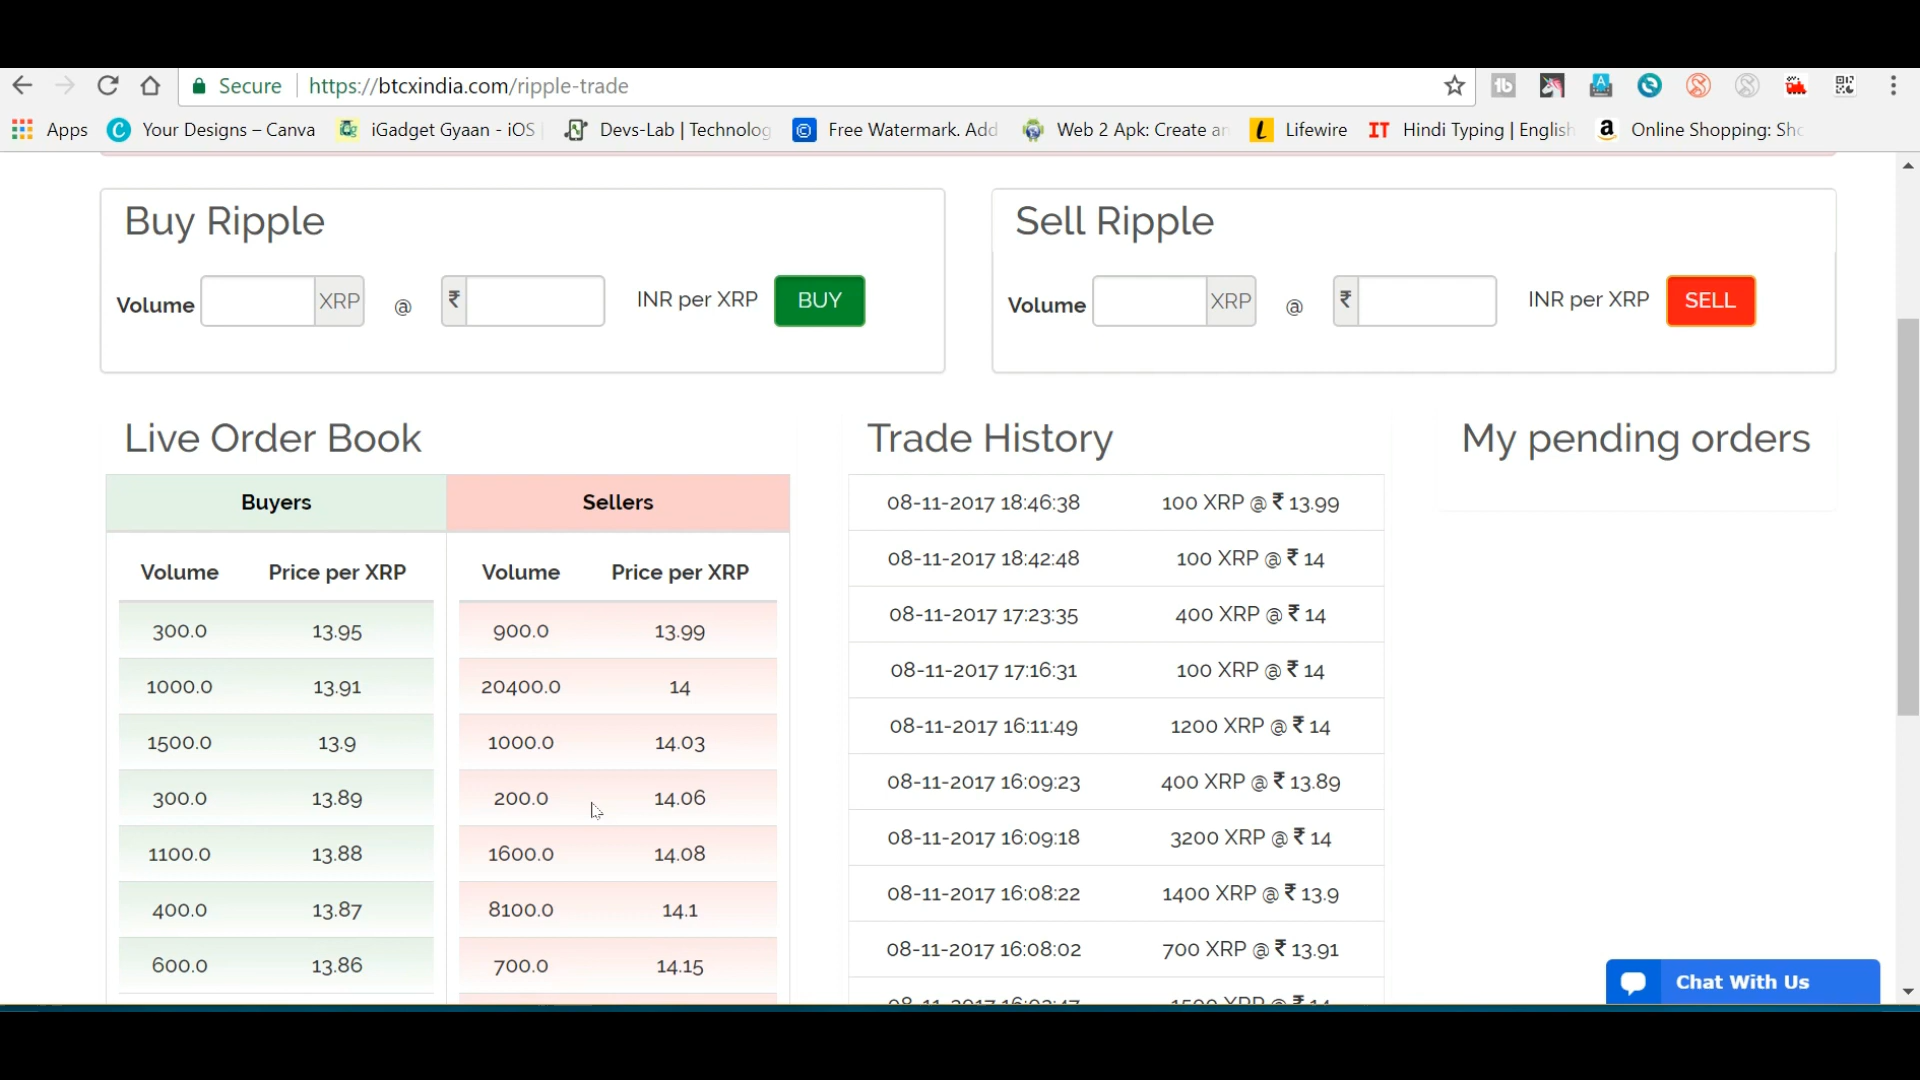 Secure https://btcxindia.com/ripple-trade
Apps Your Designs – Canva iGadget Gyaan - iOS Devs-Lab | Technolog Free Watermark. Add Web 2 Apk: Create an Lifewire IT Hindi Typing | English Online Shopping: Sho
Buy Ripple
Volume XRP @ ₹ INR per XRP BUY
Sell Ripple
Volume XRP @ ₹ INR per XRP SELL
Live Order Book
Buyers Sellers
Volume Price per XRP Volume Price per XRP
300.0 13.95 900.0 13.99
1000.0 13.91 20400.0 14
1500.0 13.9 1000.0 14.03
300.0 13.89 200.0 14.06
1100.0 13.88 1600.0 14.08
400.0 13.87 8100.0 14.1
600.0 13.86 700.0 14.15
Trade History
08-11-2017 18:46:38 100 XRP @ ₹ 13.99
08-11-2017 18:42:48 100 XRP @ ₹ 14
08-11-2017 17:23:35 400 XRP @ ₹ 14
08-11-2017 17:16:31 100 XRP @ ₹ 14
08-11-2017 16:11:49 1200 XRP @ ₹ 14
08-11-2017 16:09:23 400 XRP @ ₹ 13.89
08-11-2017 16:09:18 3200 XRP @ ₹ 14
08-11-2017 16:08:22 1400 XRP @ ₹ 13.9
08-11-2017 16:08:02 700 XRP @ ₹ 13.91
My pending orders
Chat With Us